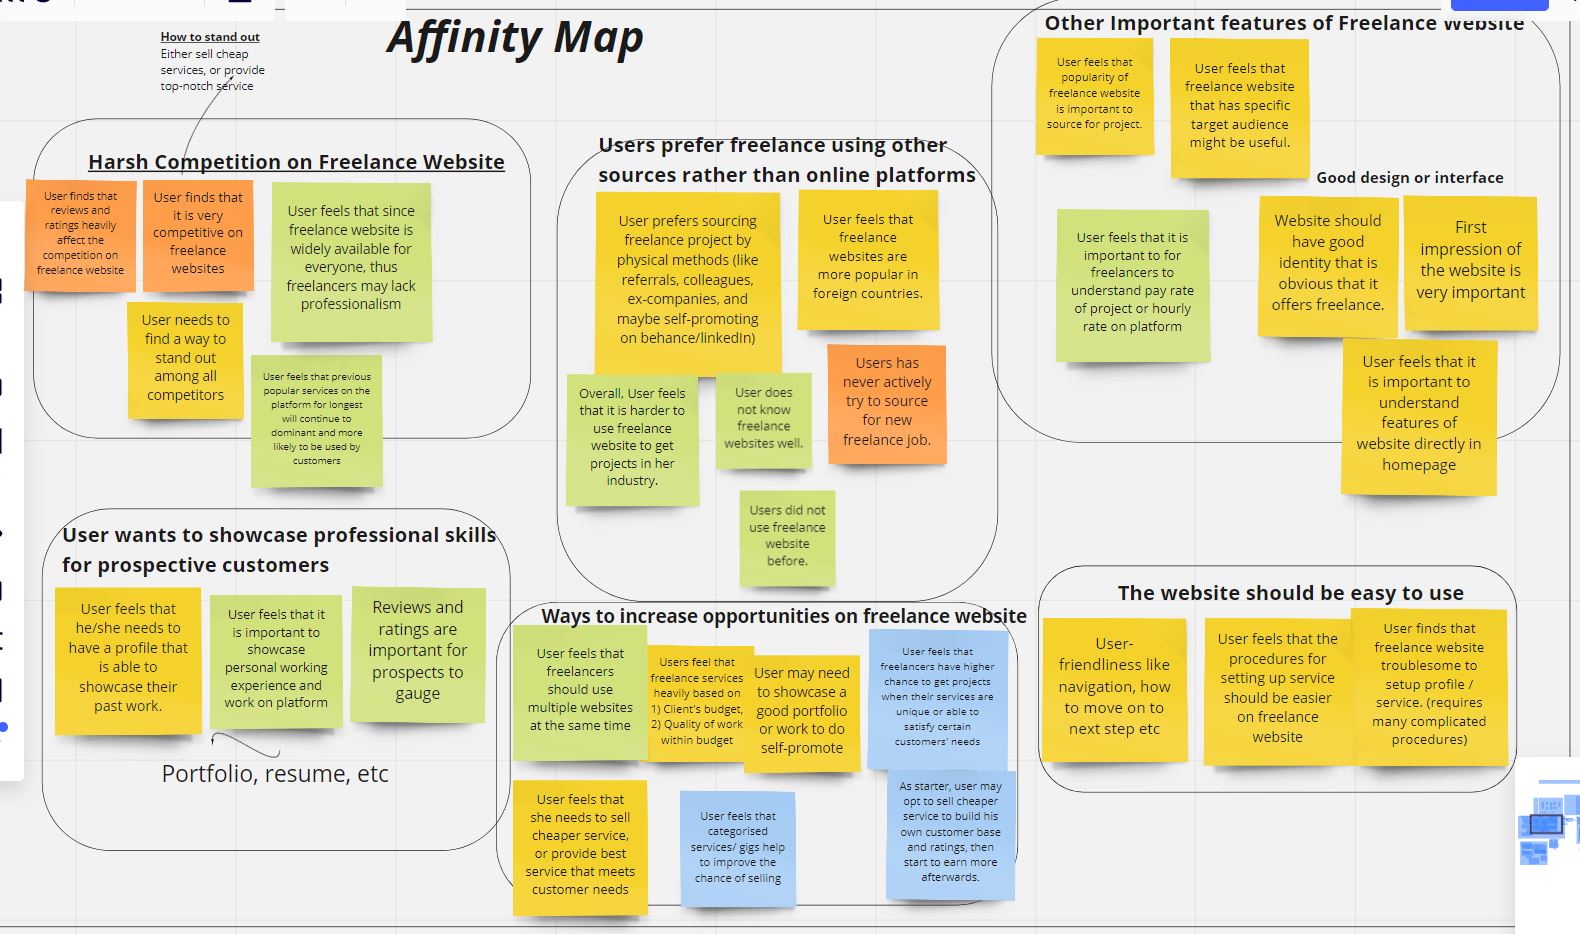 Affinity Map
How to stand out
Either sell cheap
services, or provide
top-notch service
Harsh Competition on Freelance Website
User finds that
reviews and
ratings heavily
affect the
competition on
freelance website
User finds that
it is very
competitive on
freelance
websites
User feels that since
freelance website is
widely available for
everyone, thus
freelancers may lack
professionalism
User needs to
find a way to
stand out
among all
competitors
User feels that previous
popular services on the
platform for longest
will continue to
dominant and more
likely to be used by
customers
Users prefer freelance using other
sources rather than online platforms
User prefers sourcing
freelance project by
physical methods (like
referrals, colleagues,
ex-companies, and
maybe self-promoting
on behance/linkedIn)
User feels that
freelance
websites are
more popular in
foreign countries.
Overall, User feels
that it is harder to
use freelance
website to get
projects in her
industry.
User does
not know
freelance
websites well.
Users has
never actively
try to source
for new
freelance job.
Users did not
use freelance
website
before.
Other Important features of Freelance Website
User feels that
popularity of
freelance website
is important to
source for project.
User feels that
freelance website
that has specific
target audience
might be useful.
Good design or interface
User feels that it is
important to for
freelancers to
understand pay rate
of project or hourly
rate on platform
Website should
have good
identity that is
obvious that it
offers freelance.
First
impression of
the website is
very important
User feels that it
is important to
understand
features of
website directly in
homepage
User wants to showcase professional skills
for prospective customers
User feels that
he/she needs to
have a profile that
is able to
showcase their
past work.
User feels that it
is important to
showcase
personal working
experience and
work on platform
Reviews and
ratings are
important for
prospects to
gauge
Portfolio, resume, etc
Ways to increase opportunities on freelance website
User feels that
freelancers
should use
multiple websites
at the same time
Users feel that
freelance services
heavily based on
1) Client's budget,
2) Quality of work
within budget
User may need
to showcase a
good portfolio
or work to do
self-promote
User feels that
freelancers have higher
chance to get projects
when their services are
unique or able to
satisfy certain
customers' needs
User feels that
she needs to sell
cheaper service,
or provide best
service that meets
customer needs
User feels that
categorised
services/ gigs help
to improve the
chance of selling
As starter, user may
opt to sell cheaper
service to build his
own customer base
and ratings, then
start to earn more
afterwards.
The website should be easy to use
User-
friendliness like
navigation, how
to move on to
next step etc
User feels that the
procedures for
setting up service
should be easier
on freelance
website
User finds that
freelance website
troublesome to
setup profile /
service. (requires
many complicated
procedures)